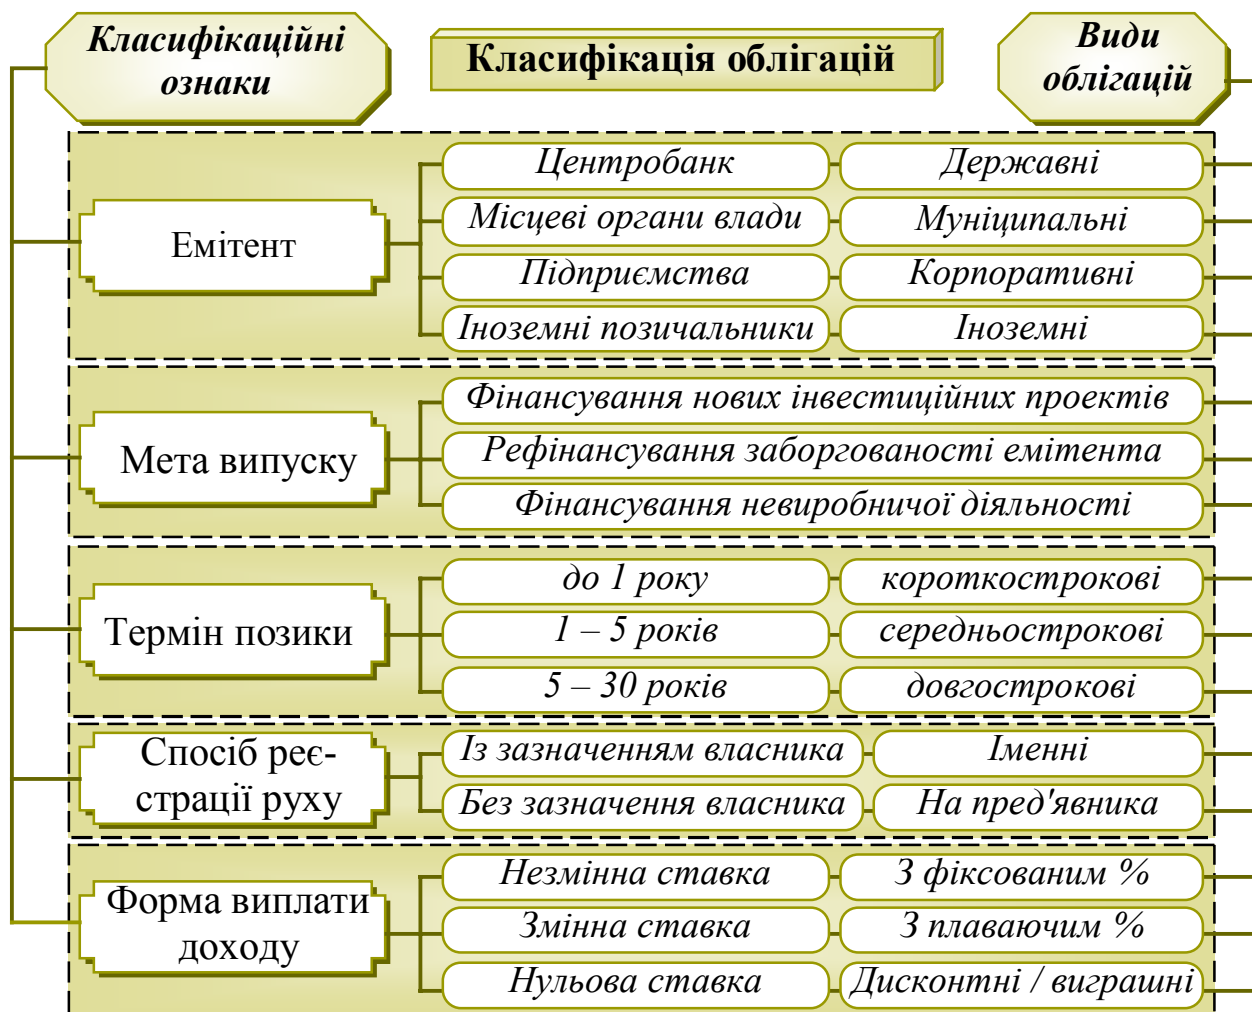 Класифікаційні
ознаки
Класифікація облігацій
Види
облігацій
Емітент
Центробанк
Державні
Місцеві органи влади
Муніципальні
Підприємства
Корпоративні
Іноземні позичальники
Іноземні
Мета випуску
Фінансування нових інвестиційних проектів
Рефінансування заборгованості емітента
Фінансування невиробничої діяльності
Термін позики
до 1 року
короткострокові
1 – 5 років
середньострокові
5 – 30 років
довгострокові
Спосіб реє-
страції руху
Із зазначенням власника
Іменні
Без зазначення власника
На пред'явника
Форма виплати
доходу
Незмінна ставка
З фіксованим %
Змінна ставка
З плаваючим %
Нульова ставка
Дисконтні / виграшні